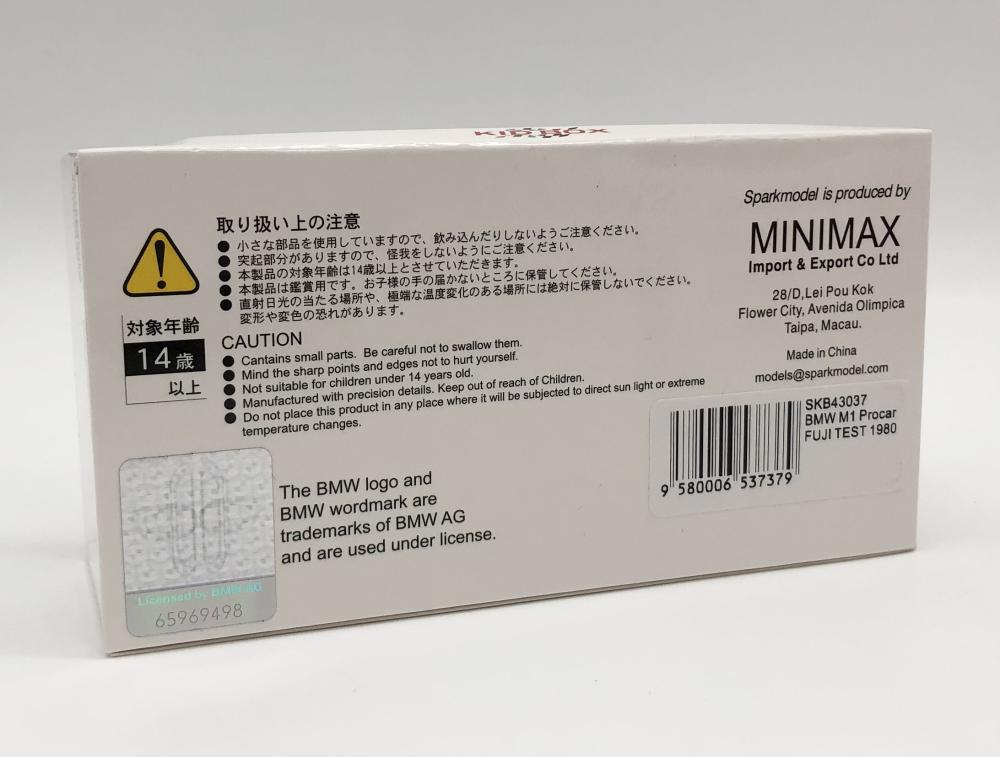 KID BOX
取り扱い上の注意
● 小さな部品を使用していますので、飲み込んだりしないようご注意ください。
● 突起部分がありますので、怪我をしないようにご注意ください。
● 本製品の対象年齢は14歳以上とさせていただきます。
● 本製品は鑑賞用です。お子様の手の届かないところに保管してください。
● 直射日光の当たる場所や、極端な温度変化のある場所には絶対に保管しないでください。
変形や変色の恐れがあります。
対象年齢
14歳
以上
CAUTION
● Cantains small parts. Be careful not to swallow them.
● Mind the sharp points and edges not to hurt yourself.
● Not suitable for children under 14 years old.
● Manufactured with precision details. Keep out of reach of Children.
● Do not place this product in any place where it will be subjected to direct sun light or extreme
temperature changes.
The BMW logo and
BMW wordmark are
trademarks of BMW AG
and are used under license.
Licensed by BMW AG
65969498
Sparkmodel is produced by
MINIMAX
Import & Export Co Ltd
28/D,Lei Pou Kok
Flower City, Avenida Olimpica
Taipa, Macau.
Made in China
models@sparkmodel.com
SKB43037
BMW M1 Procar
FUJI TEST 1980
9 580006 537379